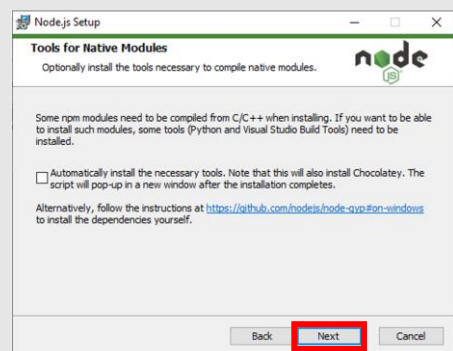 Node.js Setup
Tools for Native Modules
Optionally install the tools necessary to compile native modules.
node
JS
Some npm modules need to be compiled from C/C++ when installing. If you want to be able
to install such modules, some tools (Python and Visual Studio Build Tools) need to be
installed.
Automatically install the necessary tools. Note that this will also install Chocolatey. The
script will pop-up in a new window after the installation completes.
Alternatively, follow the instructions at https://github.com/nodejs/node-gyp#on-windows
to install the dependencies yourself.
Back Next Cancel